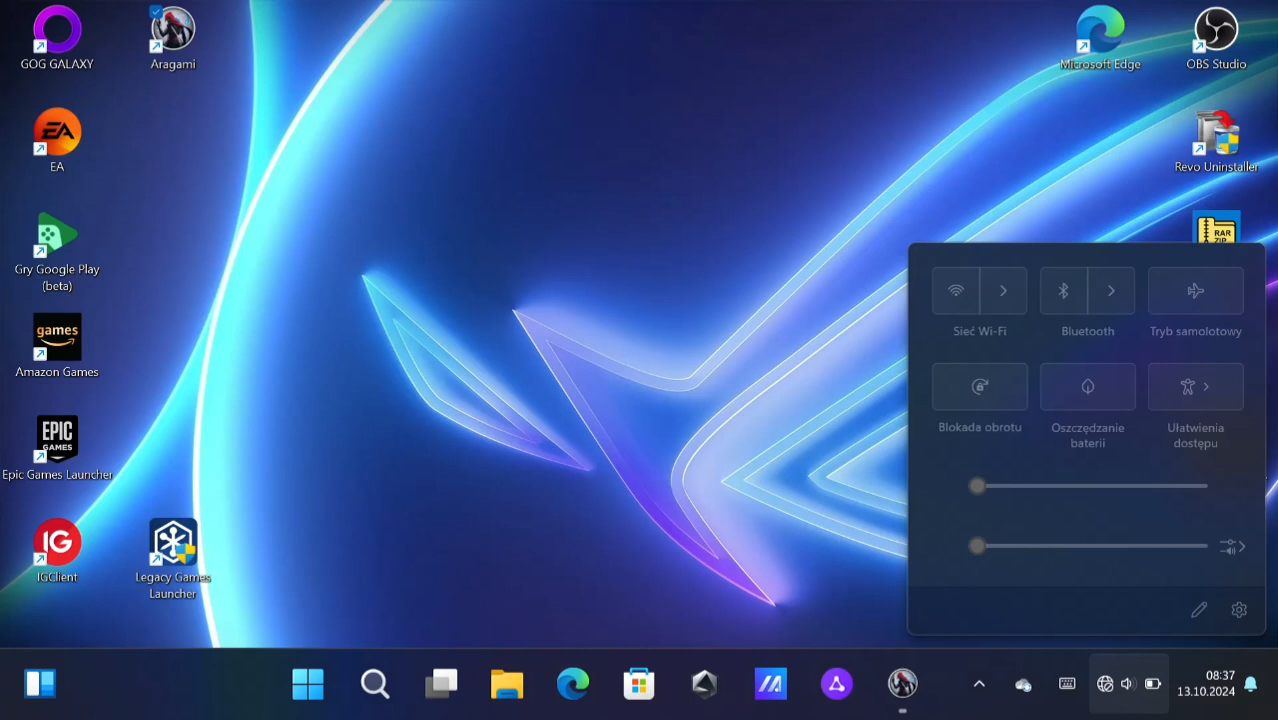 GOG GALAXY
Aragami
Microsoft Edge
OBS Studio
EA
EA
Revo Uninstaller
Gry Google Play
(beta)
RAR
ZIP
games
Amazon Games
EPIC
GAMES
Epic Games Launcher
IG
IGClient
Legacy Games
Launcher
Sieć Wi-Fi
Bluetooth
Tryb samolotowy
Blokada obrotu
Oszczędzanie
baterii
Ułatwienia
dostępu
08:37
13.10.2024